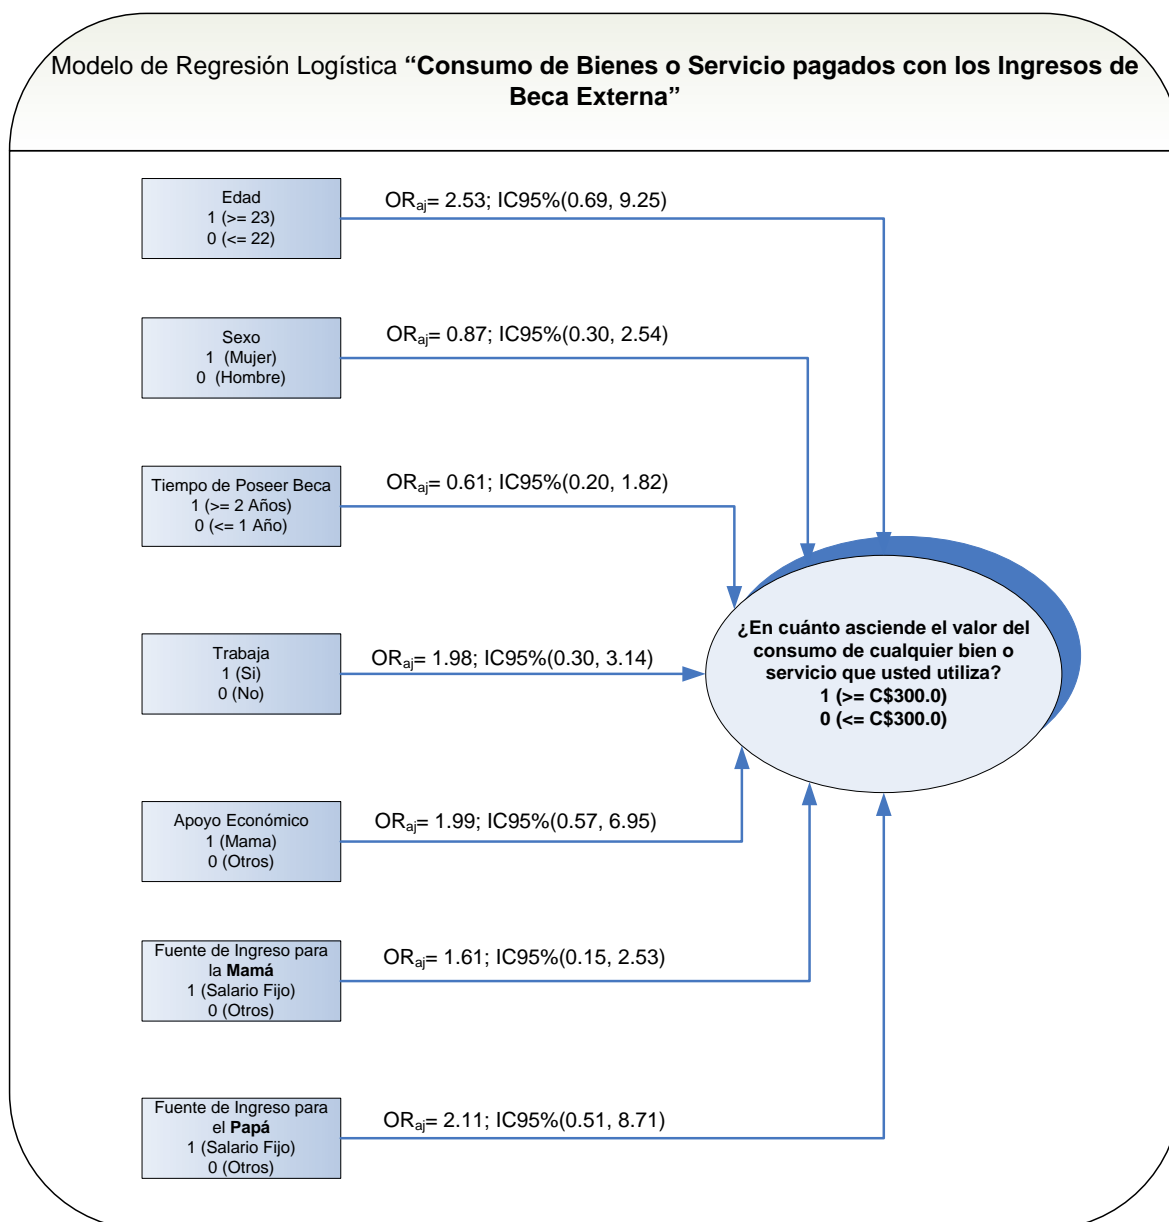 Modelo de Regresión Logística “Consumo de Bienes o Servicio pagados con los Ingresos de
Beca Externa”
Edad
1 (>= 23)
0 (<= 22)
ORaj= 2.53; IC95%(0.69, 9.25)
Sexo
1 (Mujer)
0 (Hombre)
ORaj= 0.87; IC95%(0.30, 2.54)
Tiempo de Poseer Beca
1 (>= 2 Años)
0 (<= 1 Año)
ORaj= 0.61; IC95%(0.20, 1.82)
Trabaja
1 (Si)
0 (No)
ORaj= 1.98; IC95%(0.30, 3.14)
¿En cuánto asciende el valor del
consumo de cualquier bien o
servicio que usted utiliza?
1 (>= C$300.0)
0 (<= C$300.0)
Apoyo Económico
1 (Mama)
0 (Otros)
ORaj= 1.99; IC95%(0.57, 6.95)
Fuente de Ingreso para
la Mamá
1 (Salario Fijo)
0 (Otros)
ORaj= 1.61; IC95%(0.15, 2.53)
Fuente de Ingreso para
el Papá
1 (Salario Fijo)
0 (Otros)
ORaj= 2.11; IC95%(0.51, 8.71)